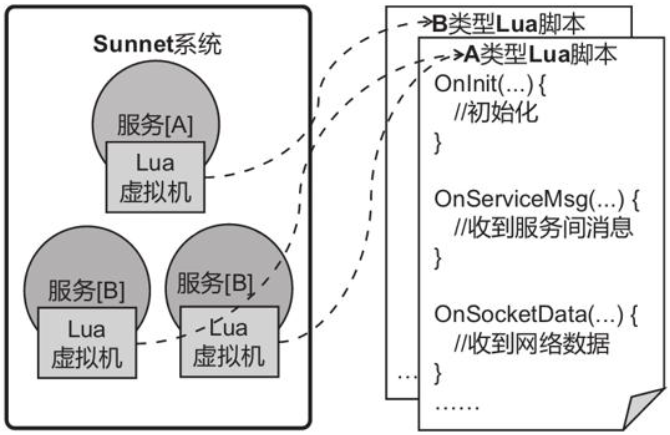 Sunnet系统
服务[A]
Lua
虚拟机
服务[B]
Lua
虚拟机
服务[B]
Lua
虚拟机
B类型Lua脚本
…
A类型Lua脚本
OnInit(...) {
//初始化
}
OnServiceMsg(...) {
//收到服务间消息
}
OnSocketData(...) {
//收到网络数据
}
……